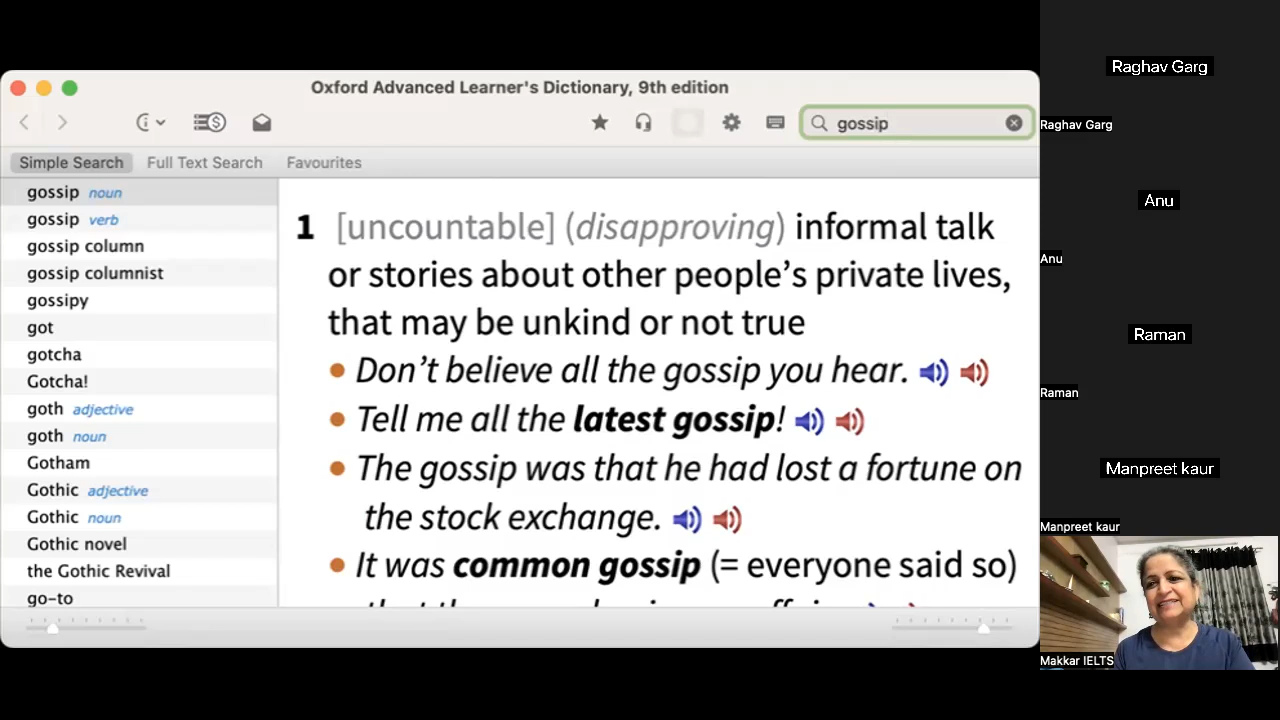 Oxford Advanced Learner's Dictionary, 9th edition
gossip
Simple Search
Full Text Search
Favourites
gossip noun
gossip verb
gossip column
gossip columnist
gossipy
got
gotcha
Gotcha!
goth adjective
goth noun
Gotham
Gothic adjective
Gothic noun
Gothic novel
the Gothic Revival
go-to
1 [uncountable] (disapproving) informal talk
or stories about other people’s private lives,
that may be unkind or not true
Don’t believe all the gossip you hear.
Tell me all the latest gossip!
The gossip was that he had lost a fortune on
the stock exchange.
It was common gossip (= everyone said so)
Raghav Garg
Raghav Garg
Anu
Anu
Raman
Raman
Manpreet kaur
Manpreet kaur
Makkar IELTS